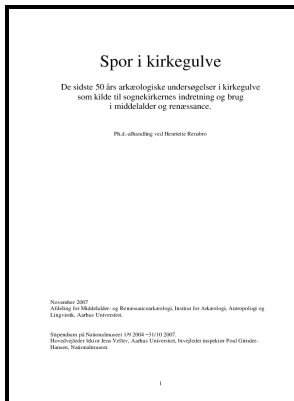 Spor i kirkegulve
De sidste 50 års arkæologiske undersøgelser i kirkegulve
som kilde til sognekirkernes indretning og brug
i middelalder og renæssance.
Ph.d.-afhandling ved Henriette Rensbro
November 2007
Afdeling for Middelalder- og Renæssancearkæologi, Institut for Arkæologi, Antropologi og
Lingvistik, Aarhus Universitet.
Stipendium på Nationalmuseet 1/9 2004 –31/10 2007.
Hovedvejleder lektor Jens Vellev, Aarhus Universitet, bivejleder inspektør Poul Grinder-
Hansen, Nationalmuseet.
1